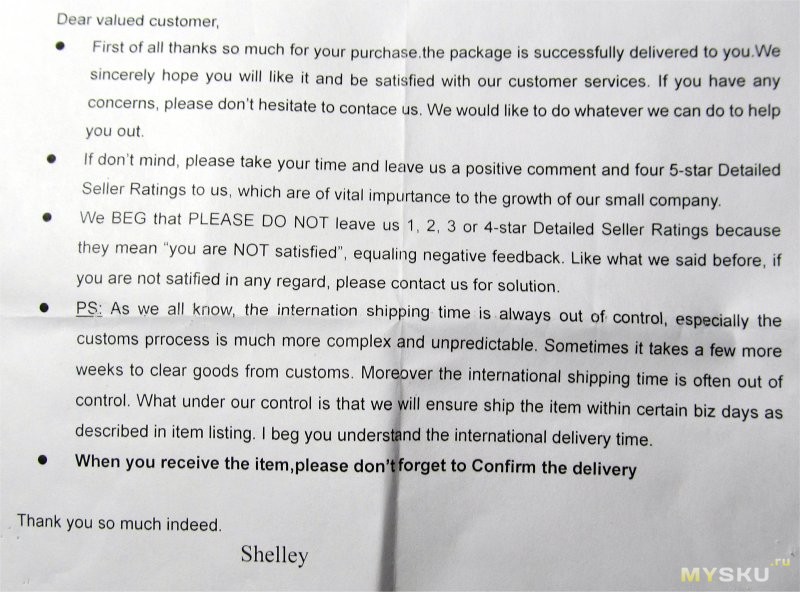 Dear valued customer,
● First of all thanks so much for your purchase.the package is successfully delivered to you.We
sincerely hope you will like it and be satisfied with our customer services. If you have any
concerns, please don't hesitate to contace us. We would like to do whatever we can do to help
you out.
● If don't mind, please take your time and leave us a positive comment and four 5-star Detailed
Seller Ratings to us, which are of vital impurtance to the growth of our small company.
● We BEG that PLEASE DO NOT leave us 1, 2, 3 or 4-star Detailed Seller Ratings because
they mean “you are NOT satisfied”, equaling negative feedback. Like what we said before, if
you are not satified in any regard, please contact us for solution.
● PS: As we all know, the internation shipping time is always out of control, especially the
customs prrocess is much more complex and unpredictable. Sometimes it takes a few more
weeks to clear goods from customs. Moreover the international shipping time is often out of
control. What under our control is that we will ensure ship the item within certain biz days as
described in item listing. I beg you understand the international delivery time.
● When you receive the item,please don't forget to Confirm the delivery
Thank you so much indeed.
Shelley
MYSKU.ru